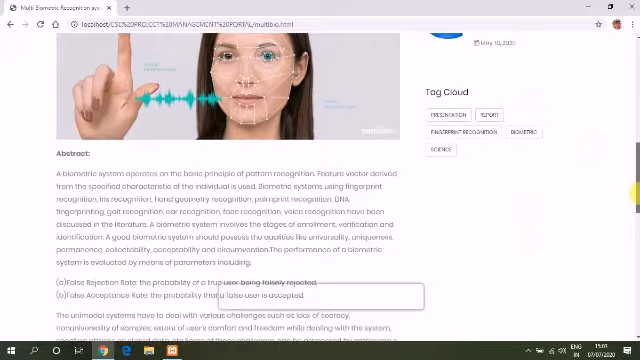 Multi Biometric Recognition Syst
localhost/CSE%20PROJECT%20MANAGEMENT%20PORTAL/multibio.html
May 10, 2020
Tag Cloud
PRESENTATION
REPORT
FINGERPRINT RECOGNITION
BIOMETRIC
SCIENCE
Abstract:
A biometric system operates on the basic principle of pattern recognition. Feature vector derived
from the specified characteristic of the individual is used. Biometric systems using fingerprint
recognition, iris recognition, hand geometry recognition, palmprint recognition, DNA
fingerprinting, gait recognition, ear recognition, face recognition, voice recognition have been
discussed in the literature. A biometric system involves the stages of enrollment, verification and
identification. A good biometric system should possess the qualities like universality, uniqueness,
permanence, collectability, acceptability and circumvention.The performance of a biometric
system is evaluated by means of parameters including,
(a)False Rejection Rate: the probability of a true user being falsely rejected,
(b)False Acceptance Rate: the probability that a false user is accepted.
The unimodal systems have to deal with various challenges such as lack of secrecy,
nonuniversality of samples, extent of user's comfort and freedom while dealing with the system,
ENG
IN
15:03
07/07/2020